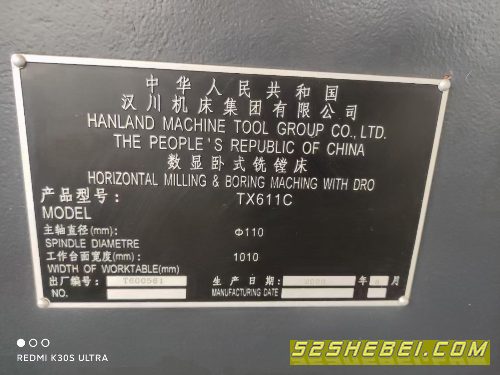 中华人民共和国
汉川机床集团有限公司
HANLAND MACHINE TOOL GROUP CO., LTD.
THE PEOPLE'S REPUBLIC OF CHINA
数显卧式铣镗床
HORIZONTAL MILLING & BORING MACHING WITH DRO
产品型号: TX611C
MODEL
主轴直径(mm): Φ110
SPINDLE DIAMETRE
工作台面宽度(mm): 1010
WIDTH OF WORKTABLE(mm)
出厂编号: T600561 生产日期: 年 月
NO. MANUFACTURING DATE
REDMI K30S ULTRA
52SHEBEI.COM